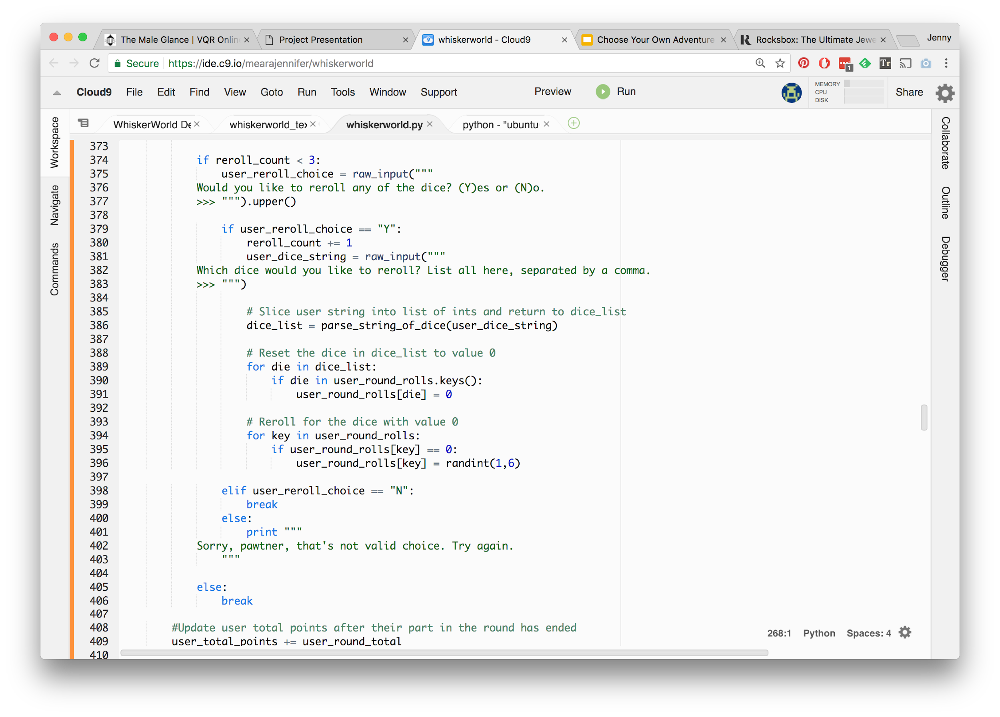 The Male Glance | VQR Onlin
Project Presentation
whiskerworld - Cloud9
Choose Your Own Adventure
Rocksbox: The Ultimate Jewe
Jenny
Secure
https://ide.c9.io/mearajennifer/whiskerworld
1
Tr
Cloud9 File Edit Find View Goto Run Tools Window Support Preview Run
MEMORY
CPU
DISK
Share
Workspace
Navigate
Commands
WhiskerWorld De
whiskerworld_tex
whiskerworld.py
python - "ubuntu
Collaborate
Outline
Debugger
373
374 if reroll_count < 3:
375 user_reroll_choice = raw_input("""
376 Would you like to reroll any of the dice? (Y)es or (N)o.
377 >>> """).upper()
378
379 if user_reroll_choice == "Y":
380 reroll_count += 1
381 user_dice_string = raw_input("""
382 Which dice would you like to reroll? List all here, separated by a comma.
383 >>> """)
384
385 # Slice user string into list of ints and return to dice_list
386 dice_list = parse_string_of_dice(user_dice_string)
387
388 # Reset the dice in dice_list to value 0
389 for die in dice_list:
390 if die in user_round_rolls.keys():
391 user_round_rolls[die] = 0
392
393 # Reroll for the dice with value 0
394 for key in user_round_rolls:
395 if user_round_rolls[key] == 0:
396 user_round_rolls[key] = randint(1,6)
397
398 elif user_reroll_choice == "N":
399 break
400 else:
401 print """
402 Sorry, pawtner, that's not valid choice. Try again.
403 """
404
405 else:
406 break
407
408 #Update user total points after their part in the round has ended
409 user_total_points += user_round_total
410
268:1 Python Spaces: 4